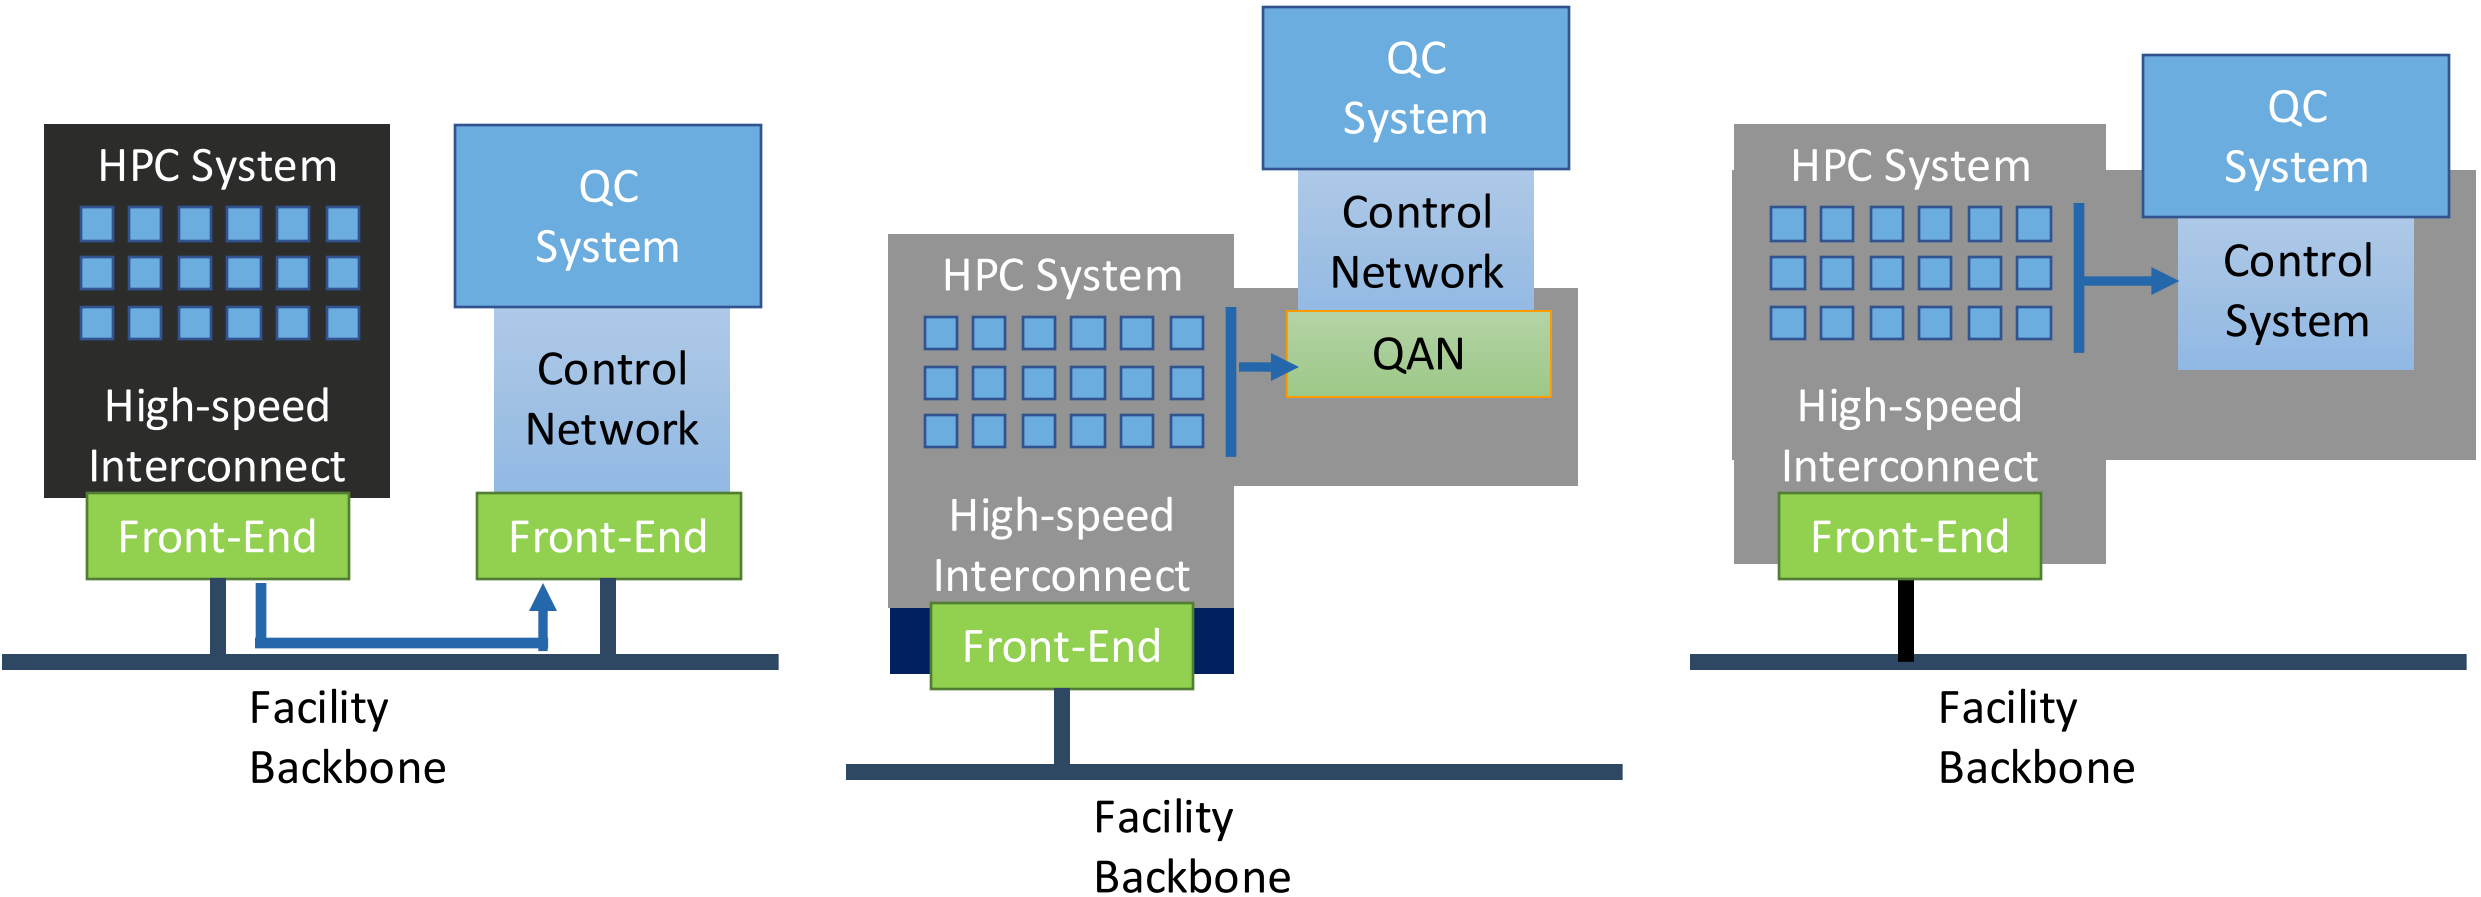 HPC System
High-speed
Interconnect
Front-End
QC
System
Control
Network
Front-End
Facility
Backbone
HPC System
High-speed
Interconnect
Front-End
QC
System
Control
Network
QAN
Facility
Backbone
HPC System
High-speed
Interconnect
Front-End
QC
System
Control
System
Facility
Backbone